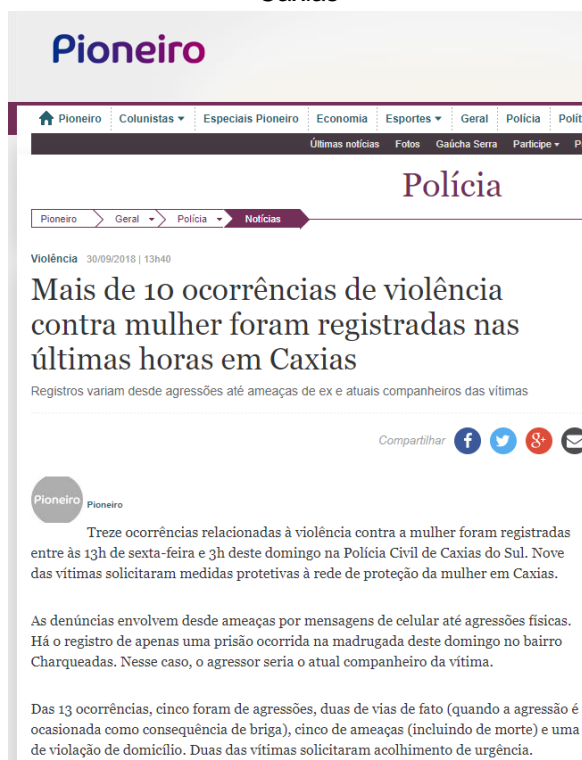 Pioneiro
Pioneiro Colunistas Especiais Pioneiro Economia Esportes Geral Polícia
Últimas notícias Fotos Gaúcha Serra Participe
Polícia
Pioneiro Geral Polícia Notícias
Violência 30/09/2018 | 13h40
Mais de 10 ocorrências de violência
contra mulher foram registradas nas
últimas horas em Caxias
Registros variam desde agressões até ameaças de ex e atuais companheiros das vítimas
Compartilhar
Pioneiro Pioneiro
Treze ocorrências relacionadas à violência contra a mulher foram registradas
entre às 13h de sexta-feira e 3h deste domingo na Polícia Civil de Caxias do Sul. Nove
das vítimas solicitaram medidas protetivas à rede de proteção da mulher em Caxias.
As denúncias envolvem desde ameaças por mensagens de celular até agressões físicas.
Há o registro de apenas uma prisão ocorrida na madrugada deste domingo no bairro
Charqueadas. Nesse caso, o agressor seria o atual companheiro da vítima.
Das 13 ocorrências, cinco foram de agressões, duas de vias de fato (quando a agressão é
ocasionada como consequência de briga), cinco de ameaças (incluindo de morte) e uma
de violação de domicílio. Duas das vítimas solicitaram acolhimento de urgência.